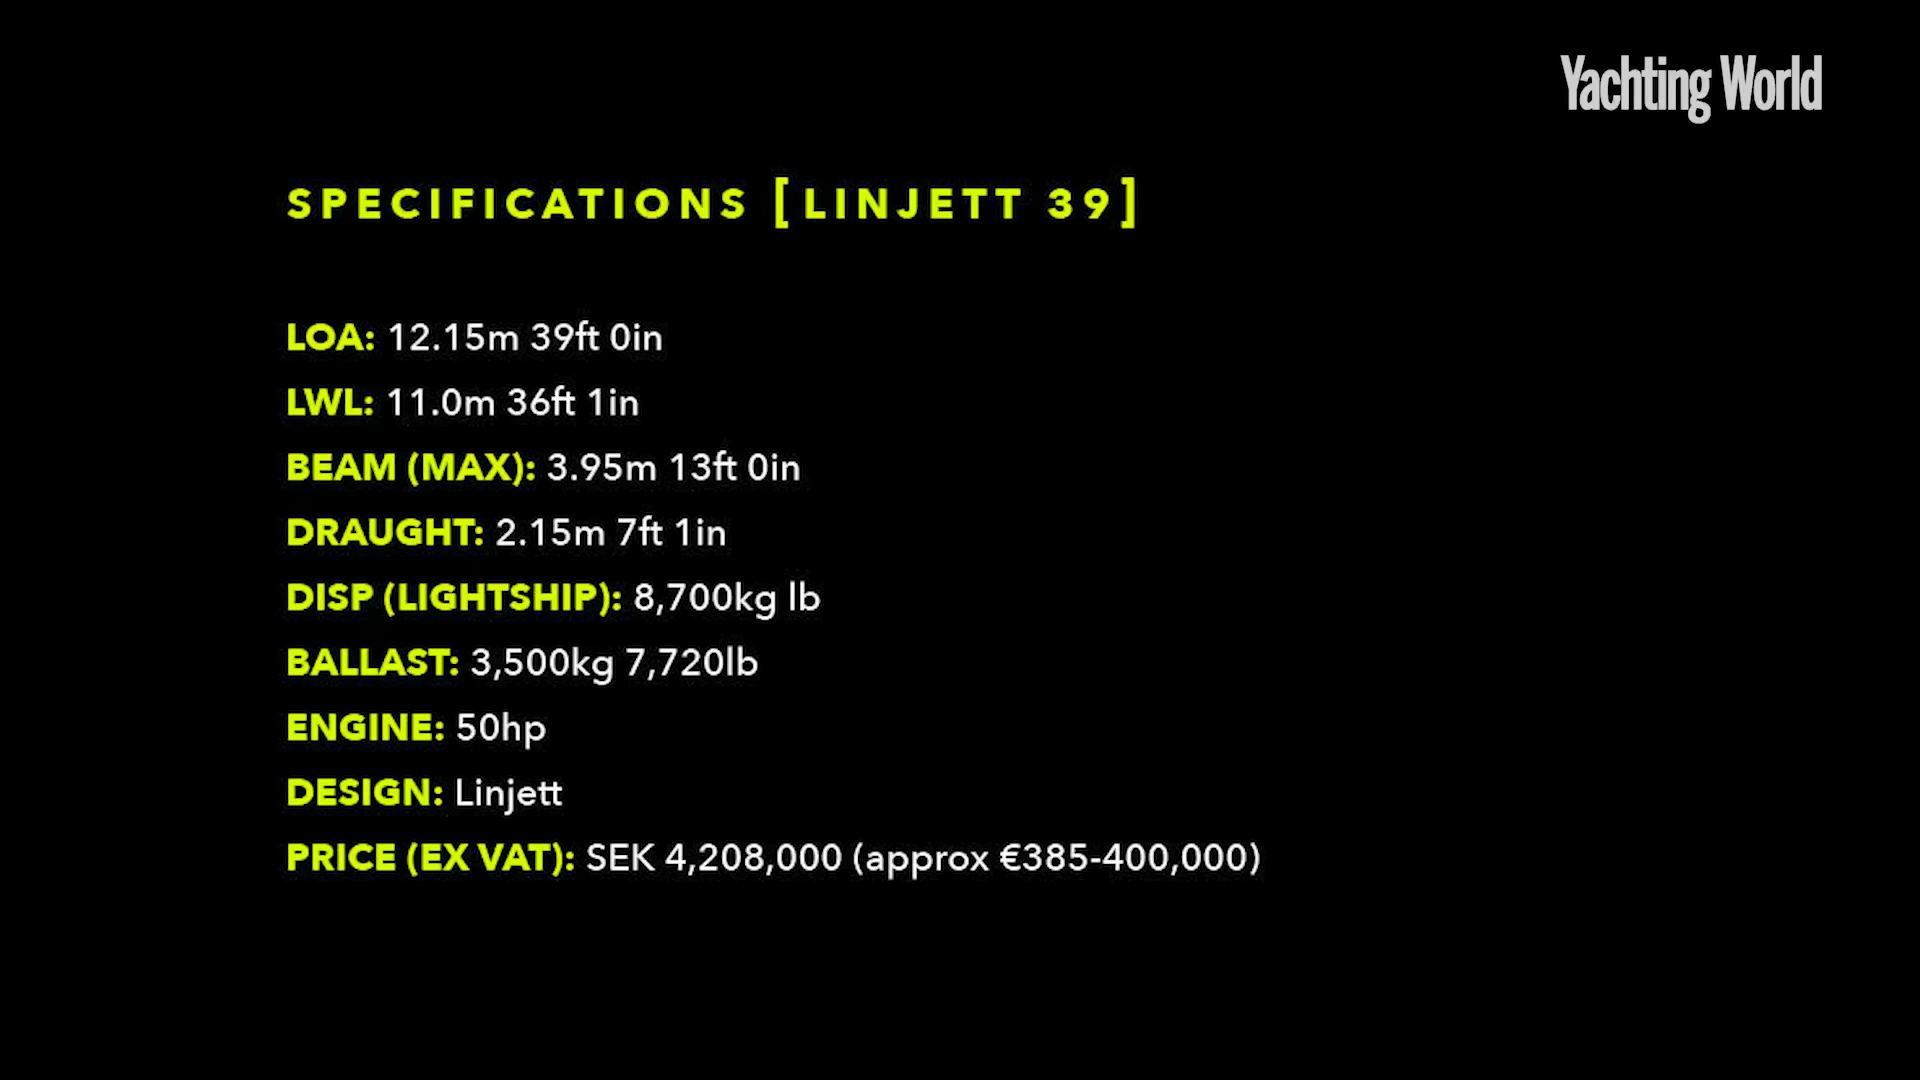 Yachting World
SPECIFICATIONS [LINJETT 39]
LOA: 12.15m 39ft 0in
LWL: 11.0m 36ft 1in
BEAM (MAX): 3.95m 13ft 0in
DRAUGHT: 2.15m 7ft 1in
DISP (LIGHTSHIP): 8,700kg lb
BALLAST: 3,500kg 7,720lb
ENGINE: 50hp
DESIGN: Linjett
PRICE (EX VAT): SEK 4,208,000 (approx €385-400,000)